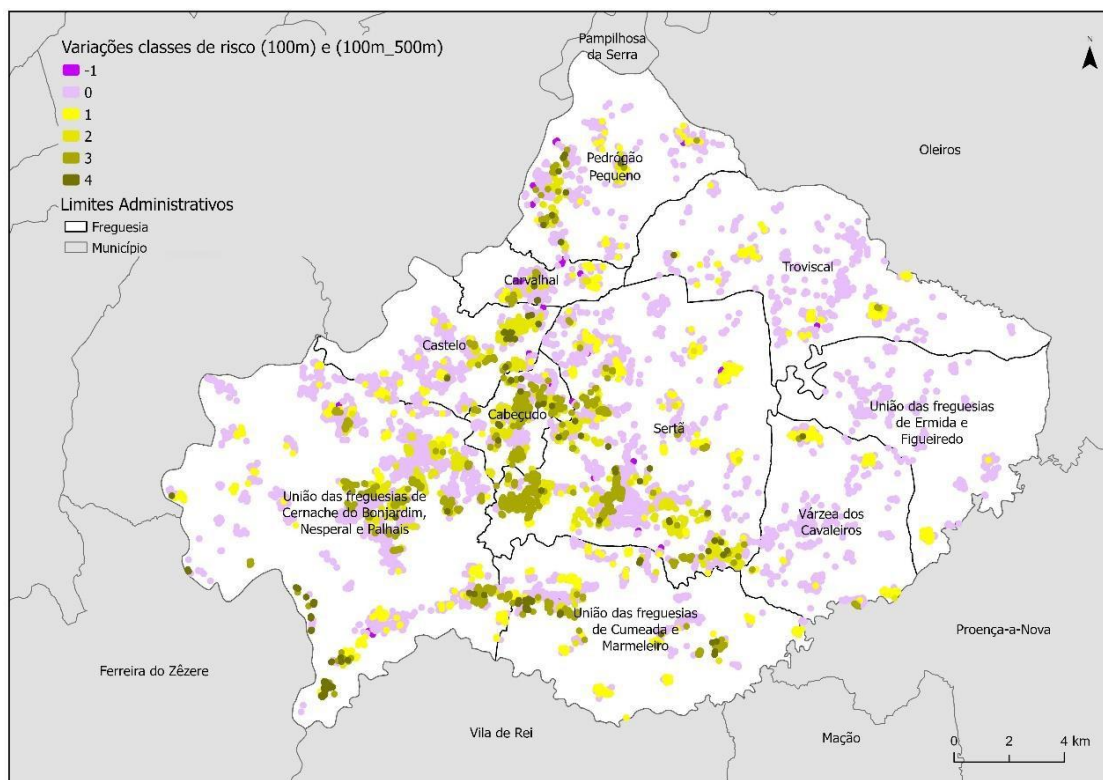 Variações classes de risco (100m) e (100m_500m)
-1
0
1
2
3
4
Limites Administrativos
Freguesia
Município
Pampilhosa
da Serra
N
Oleiros
Pedrógão
Pequeno
Troviscal
Carvalhal
Castelo
Cabeçudo
Sertã
União das freguesias
de Ermida e
Figueiredo
União das freguesias de
Cernache do Bonjardim,
Nesperal e Palhais
Várzea dos
Cavaleiros
União das freguesias
de Cumeada e
Marmeleiro
Proença-a-Nova
Ferreira do Zêzere
Vila de Rei
Mação
0 2 4 km